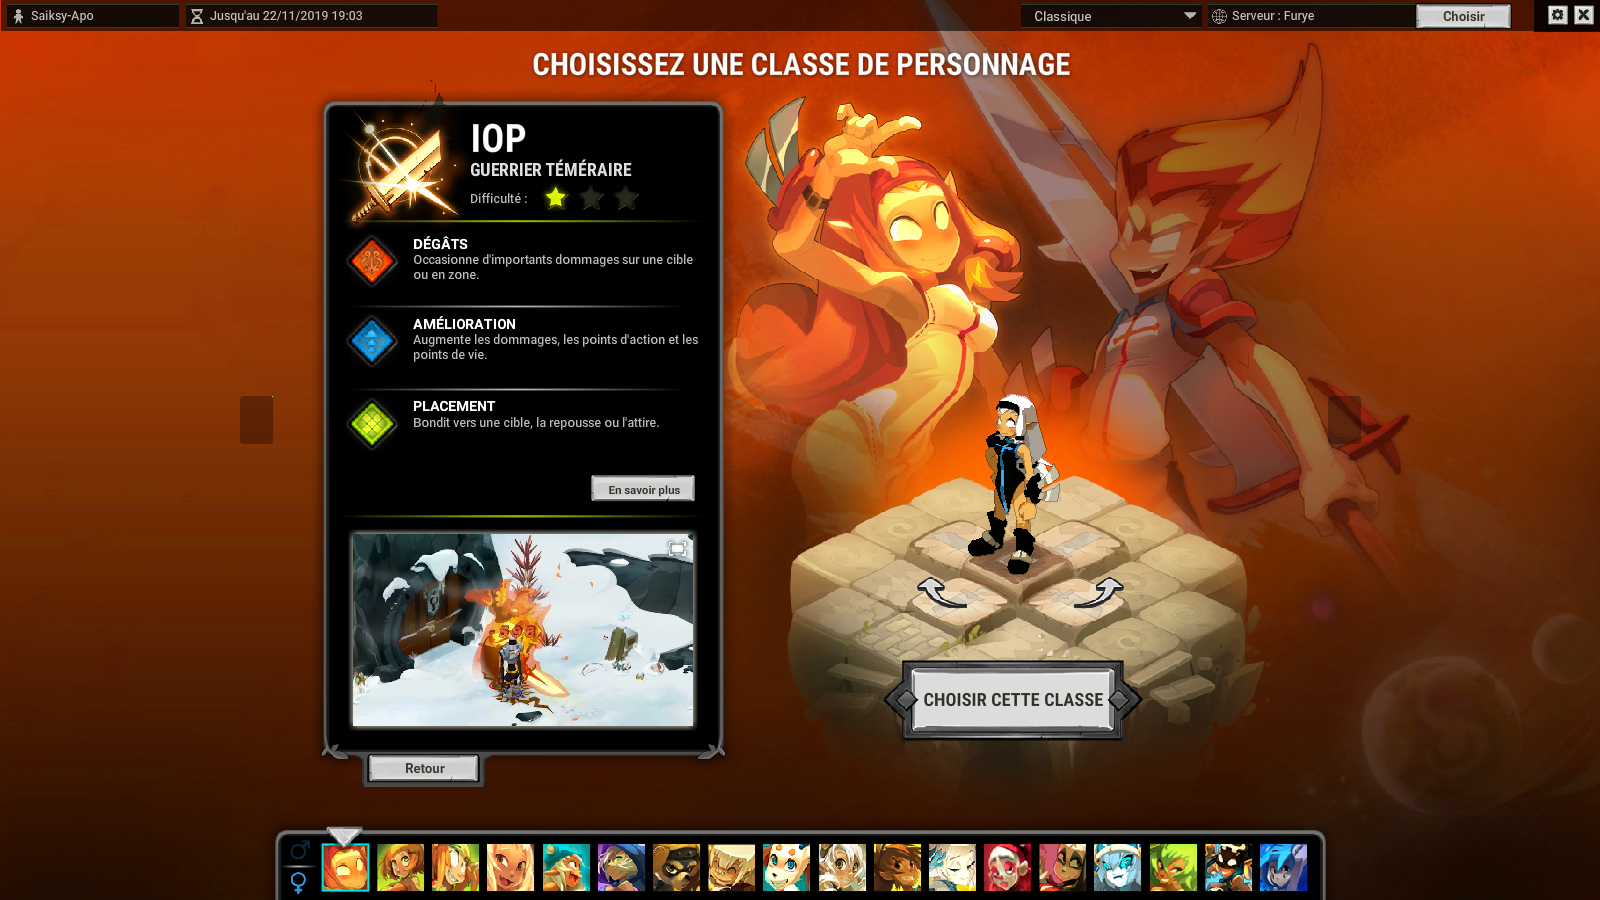 Saiksy-Apo
Jusqu'au 22/11/2019 19:03
Classique
Serveur : Furye
Choisir
CHOISISSEZ UNE CLASSE DE PERSONNAGE
IOP
GUERRIER TÉMÉRAIRE
Difficulté :
DÉGÂTS
Occasionne d'importants dommages sur une cible
ou en zone.
AMÉLIORATION
Augmente les dommages, les points d'action et les
points de vie.
PLACEMENT
Bondit vers une cible, la repousse ou l'attire.
En savoir plus
CHOISIR CETTE CLASSE
Retour